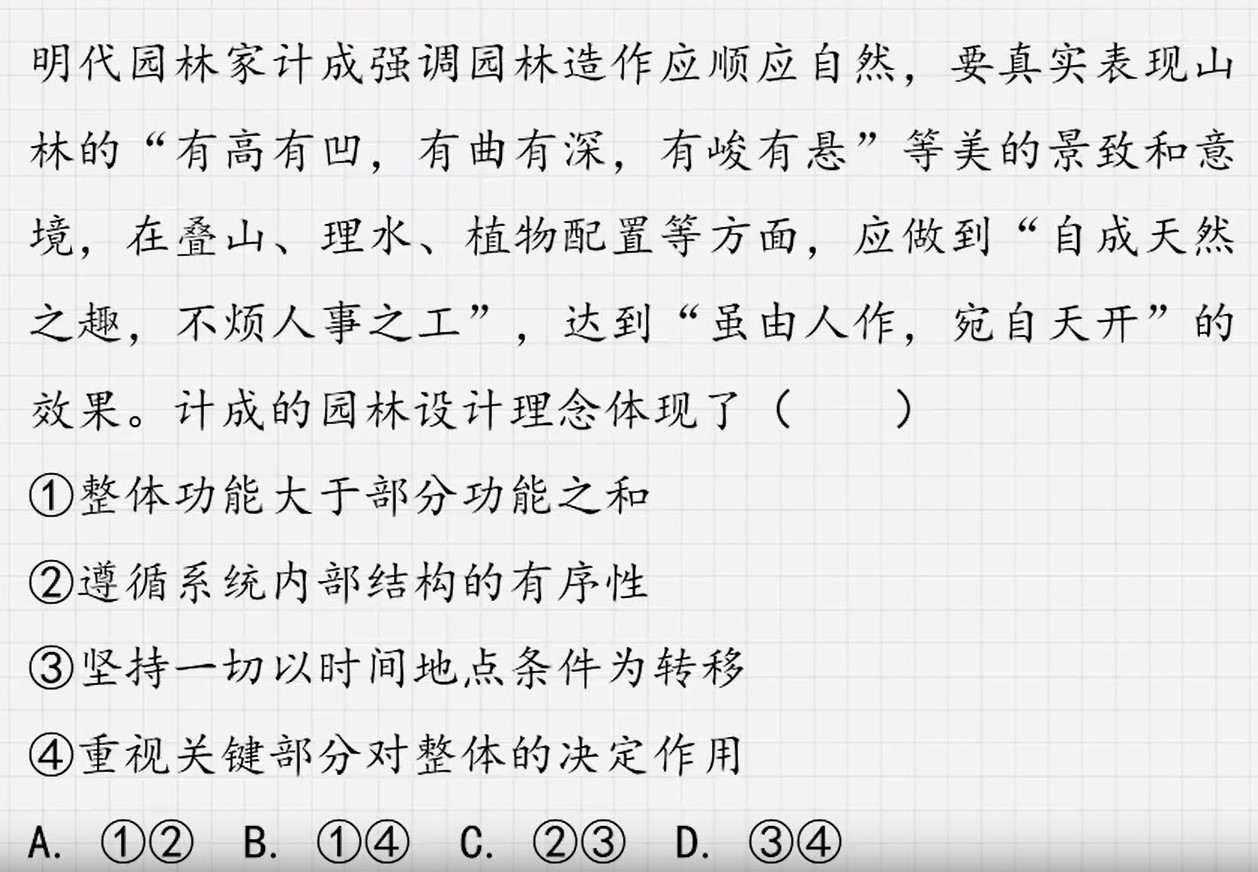 明代园林家计成强调园林造作应顺应自然，要真实表现山
林的“有高有凹，有曲有深，有峻有悬”等美的景致和意
境，在叠山、理水、植物配置等方面，应做到“自成天然
之趣，不烦人事之工”，达到“虽由人作，宛自天开”的
效果。计成的园林设计理念体现了（　　）
①整体功能大于部分功能之和
②遵循系统内部结构的有序性
③坚持一切以时间地点条件为转移
④重视关键部分对整体的决定作用
A. ①② B. ①④ C. ②③ D. ③④